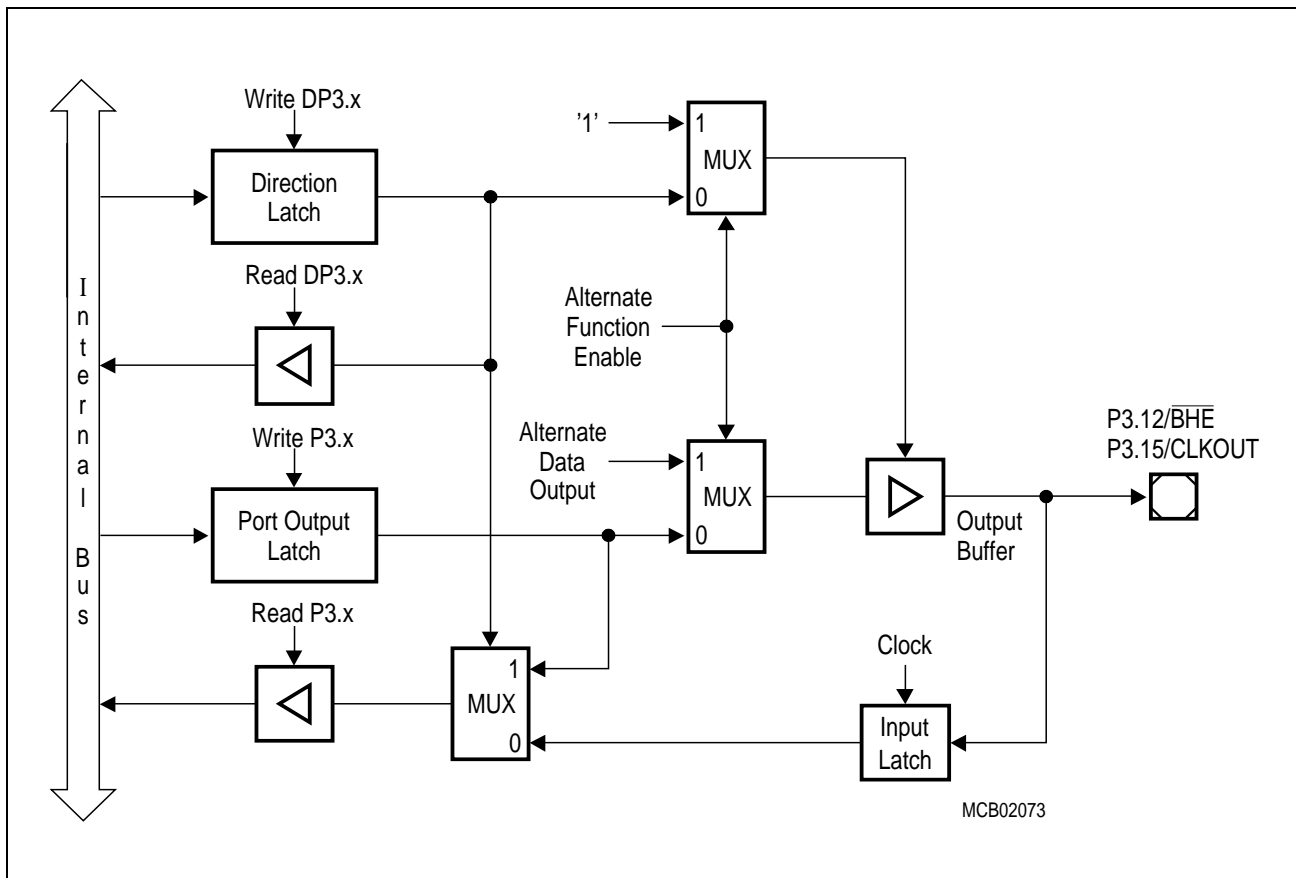 Write DP3.x
'1'
1
MUX
0
Direction
Latch
Read DP3.x
Alternate
Function
Enable
Internal Bus
Write P3.x
Alternate
Data
Output
1
MUX
0
P3.12/B̅H̅E̅
P3.15/CLKOUT
Port Output
Latch
Output
Buffer
Read P3.x
1
MUX
0
Clock
Input
Latch
MCB02073